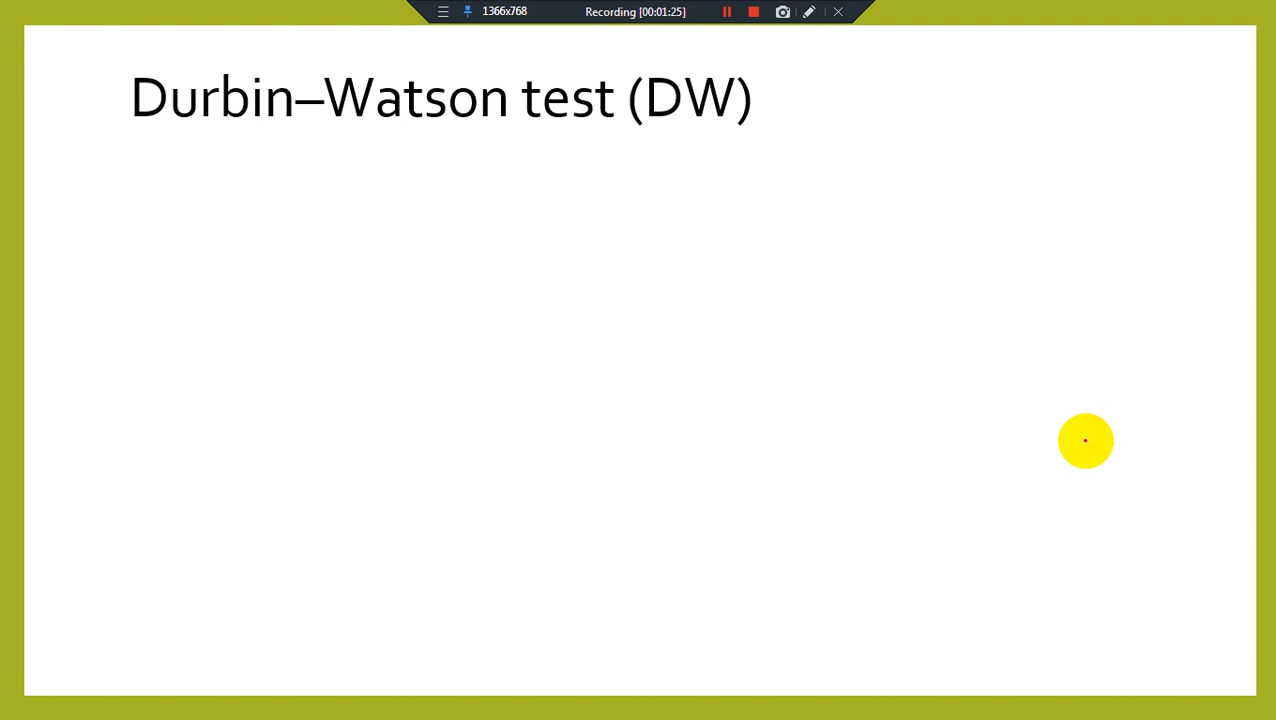 1366x768 Recording [00:01:25]
Durbin–Watson test (DW)